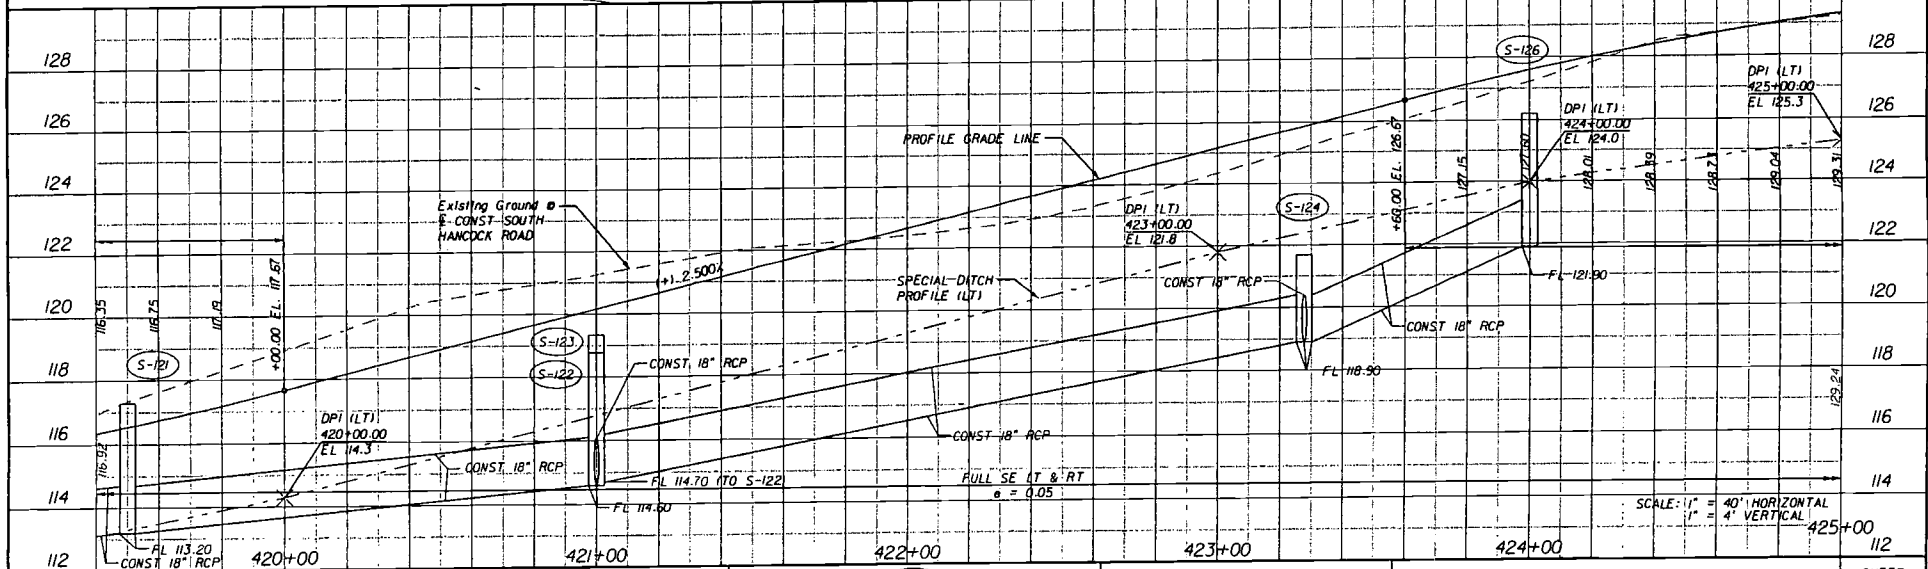 128
126
124
122
120
118
116
114
112
128
126
124
122
120
118
116
114
112
S-126
DPI (LT)
425+00.00
EL 125.3
DPI (LT)
424+00.00
EL 124.0
PROFILE GRADE LINE
+60.00 EL. 126.67
127.15
127.60
128.01
128.39
128.73
129.04
129.31
Existing Ground @
℄ CONST SOUTH
HANCOCK ROAD
S-124
DPI (LT)
423+00.00
EL 121.8
(+) 2.500%
SPECIAL DITCH
PROFILE (LT)
CONST 18" RCP
FL 121.90
CONST 18" RCP
116.35
116.75
117.19
+00.00 EL. 117.67
S-121
S-123
S-122
CONST 18" RCP
FL 118.90
129.24
DPI (LT)
420+00.00
EL 114.3
116.92
CONST 18" RCP
CONST 18" RCP
FL 114.70 (TO S-122)
FL 114.60
FULL SE LT & RT
e = 0.05
SCALE: 1" = 40' HORIZONTAL
1" = 4' VERTICAL
FL 113.20
CONST 18" RCP
420+00
421+00
422+00
423+00
424+00
425+00